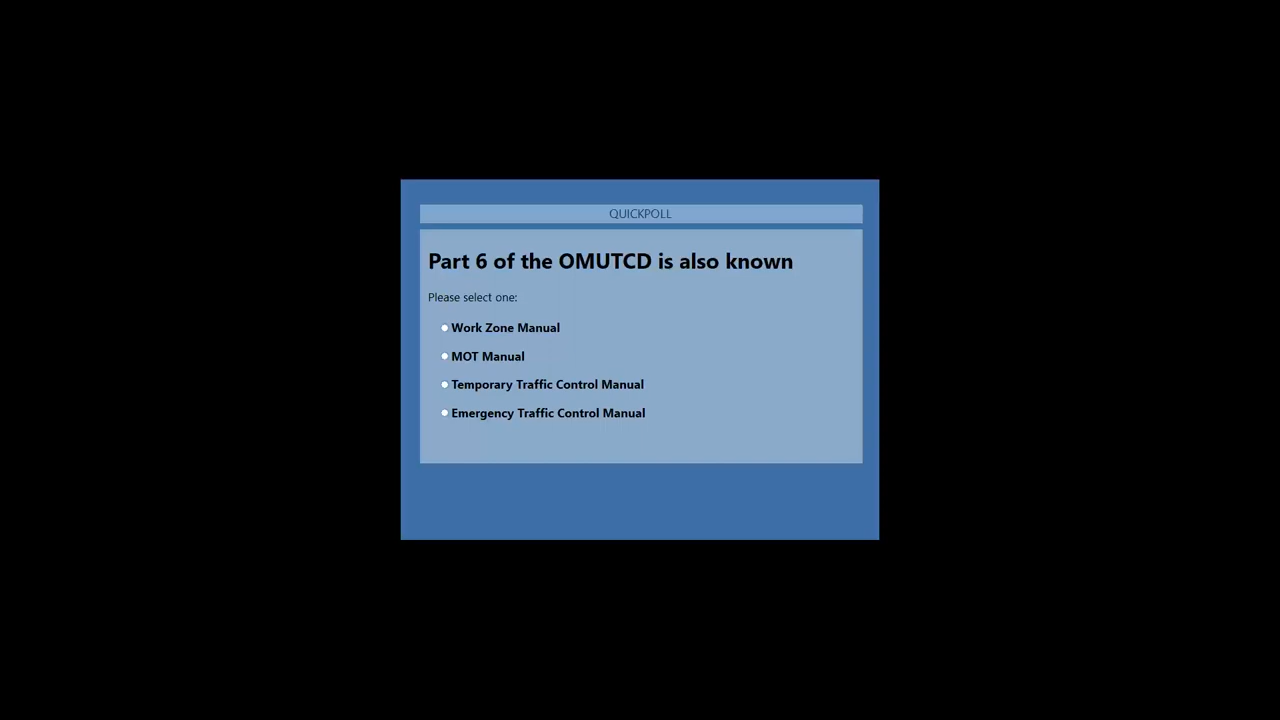 QUICKPOLL
Part 6 of the OMUTCD is also known
Please select one:
Work Zone Manual
MOT Manual
Temporary Traffic Control Manual
Emergency Traffic Control Manual